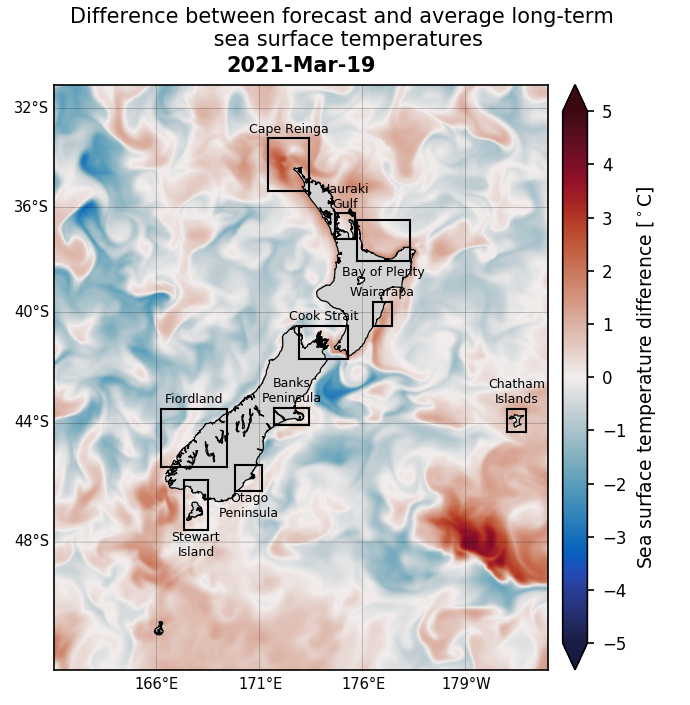 Difference between forecast and average long-term
sea surface temperatures
2021-Mar-19
32°S
36°S
40°S
44°S
48°S
166°E
171°E
176°E
179°W
Cape Reinga
Hauraki
Gulf
Bay of Plenty
Wairarapa
Cook Strait
Banks
Peninsula
Fiordland
Chatham
Islands
Otago
Peninsula
Stewart
Island
5
4
3
2
1
0
−1
−2
−3
−4
−5
Sea surface temperature difference [°C]